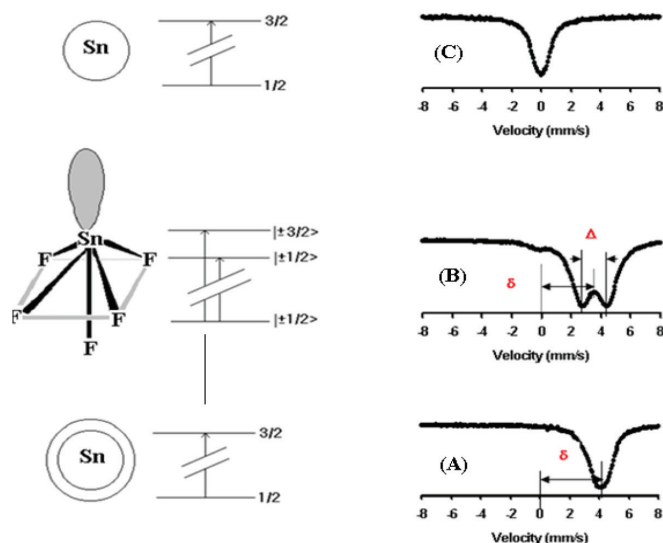 Sn
3/2
1/2
(C)
-8 -6 -4 -2 0 2 4 6 8
Velocity (mm/s)
Sn
F F
F F
F
|±3/2>
|±1/2>
|±1/2>
Δ
δ
(B)
-8 -6 -4 -2 0 2 4 6 8
Velocity (mm/s)
Sn
3/2
1/2
δ
(A)
-8 -6 -4 -2 0 2 4 6 8
Velocity (mm/s)